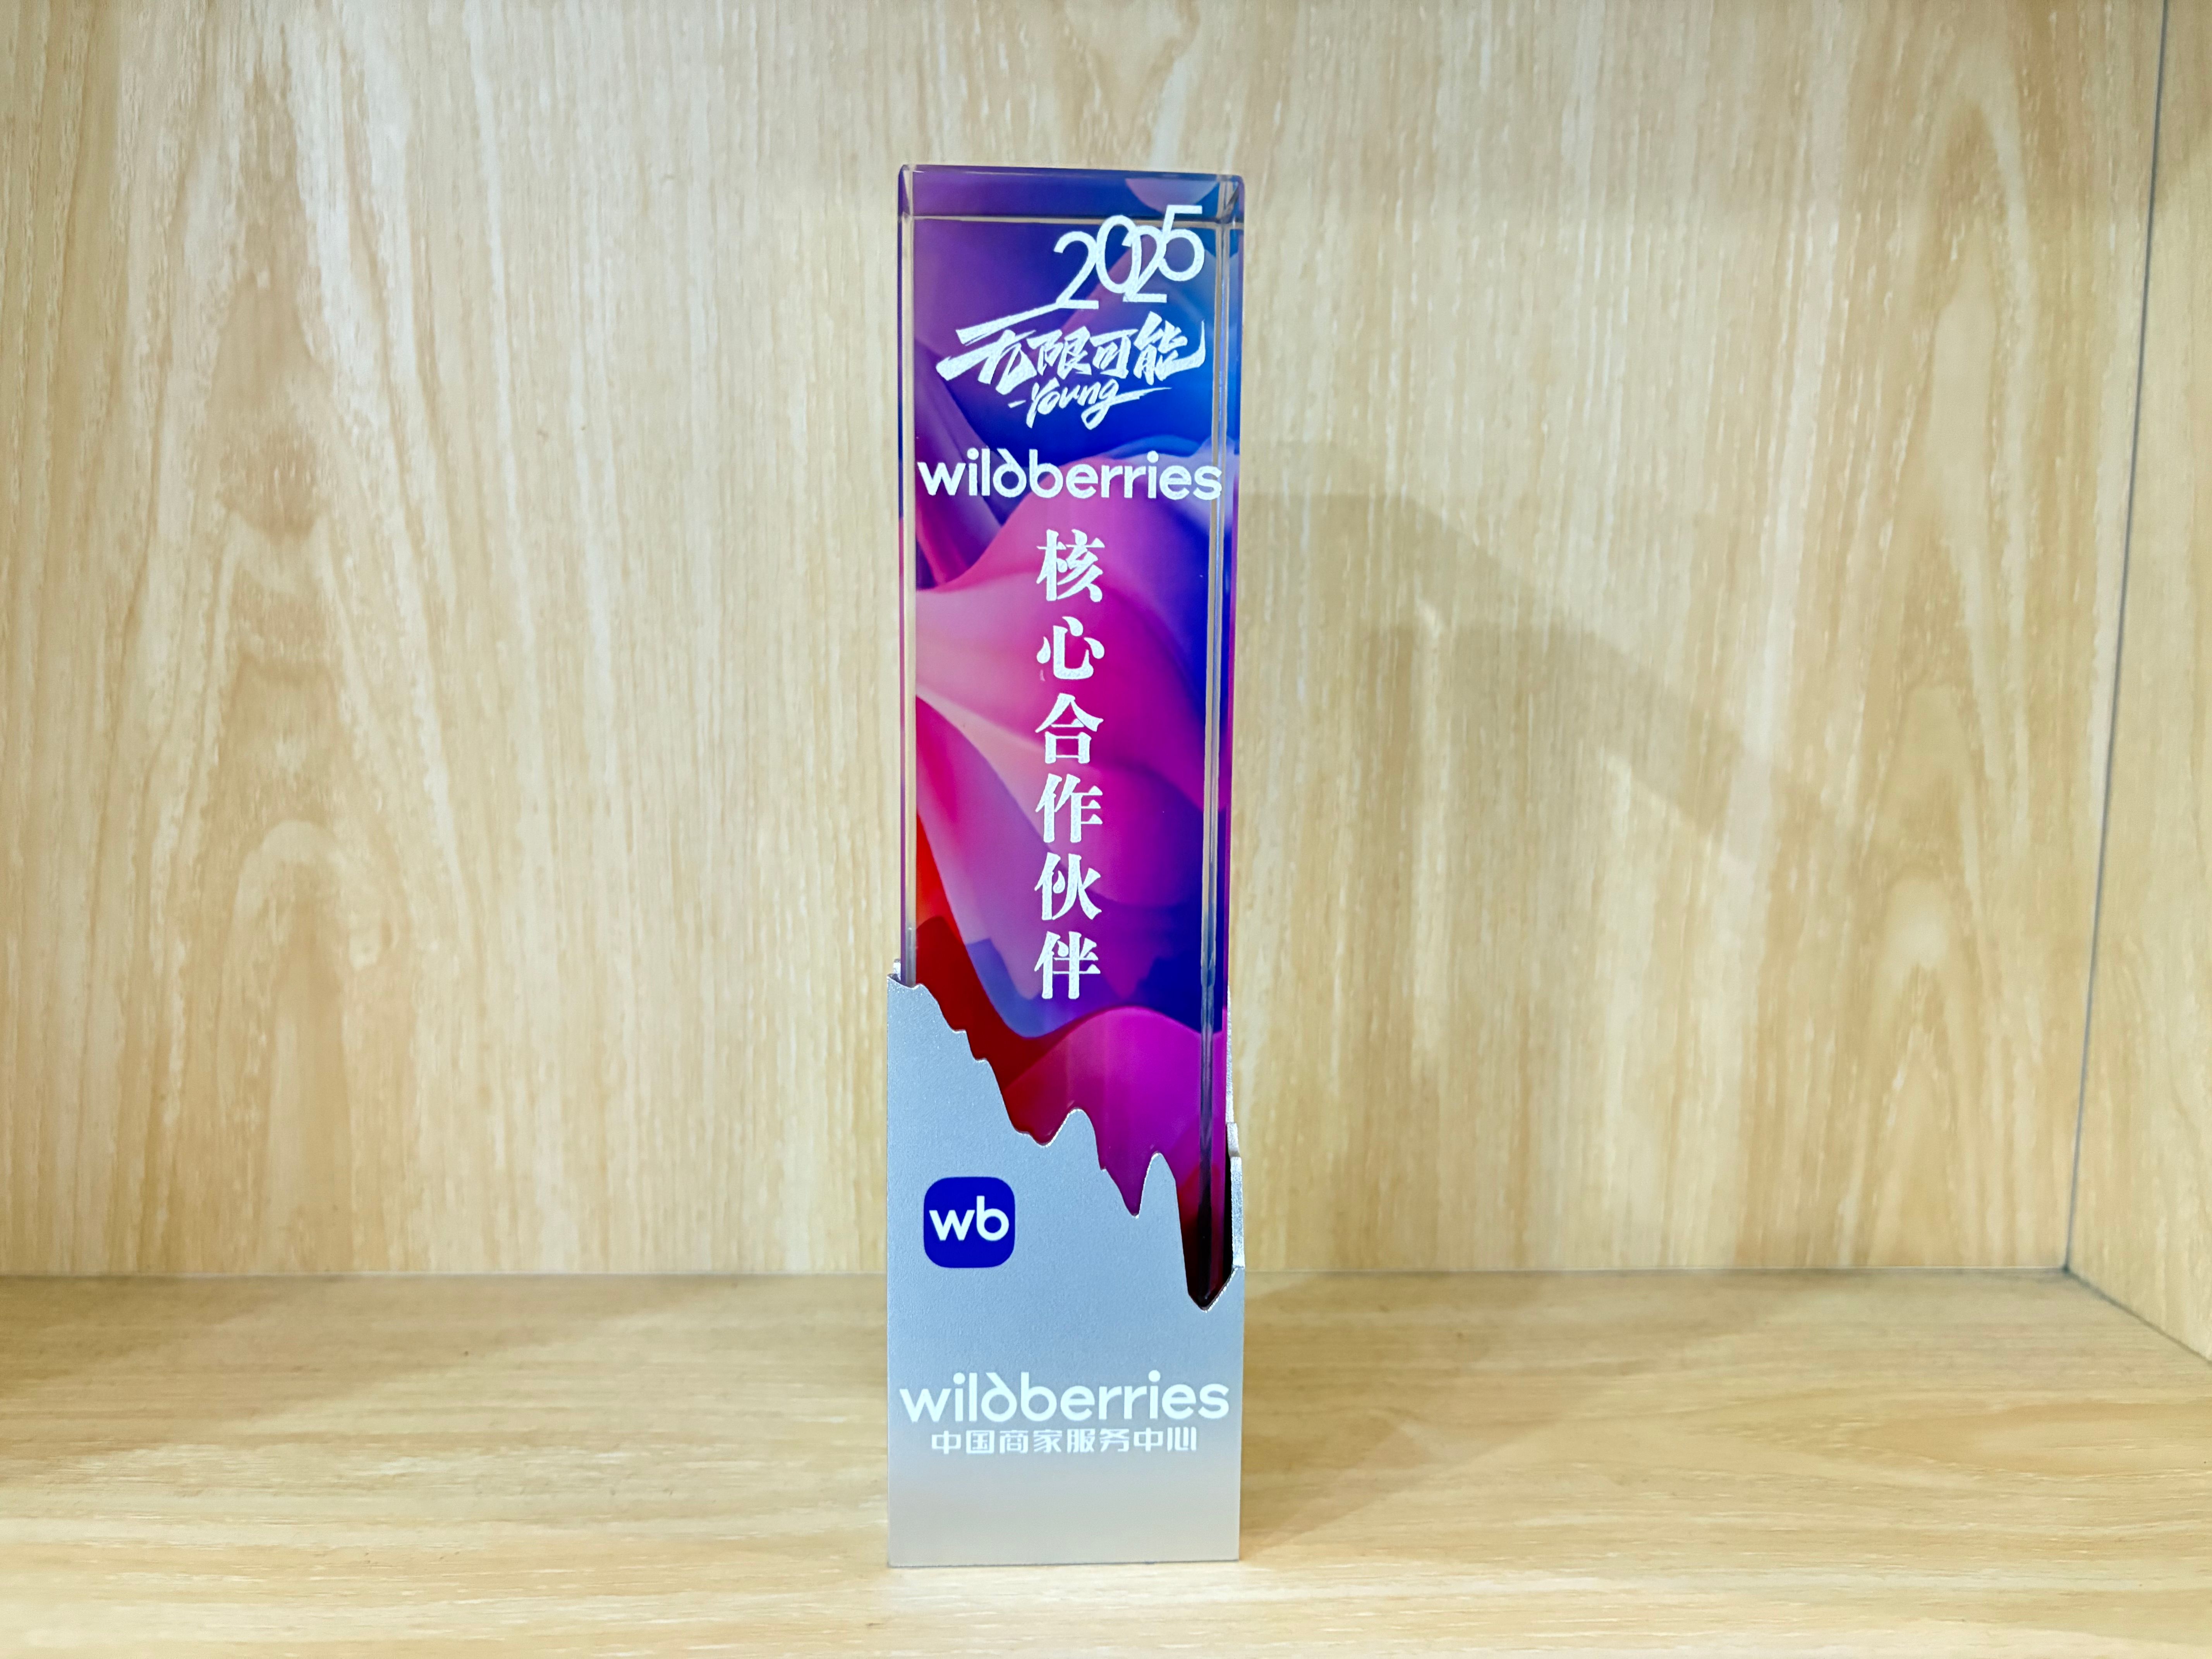 2025
无限可能
-Young
wildberries
核心合作伙伴
wb
wildberries
中国商家服务中心